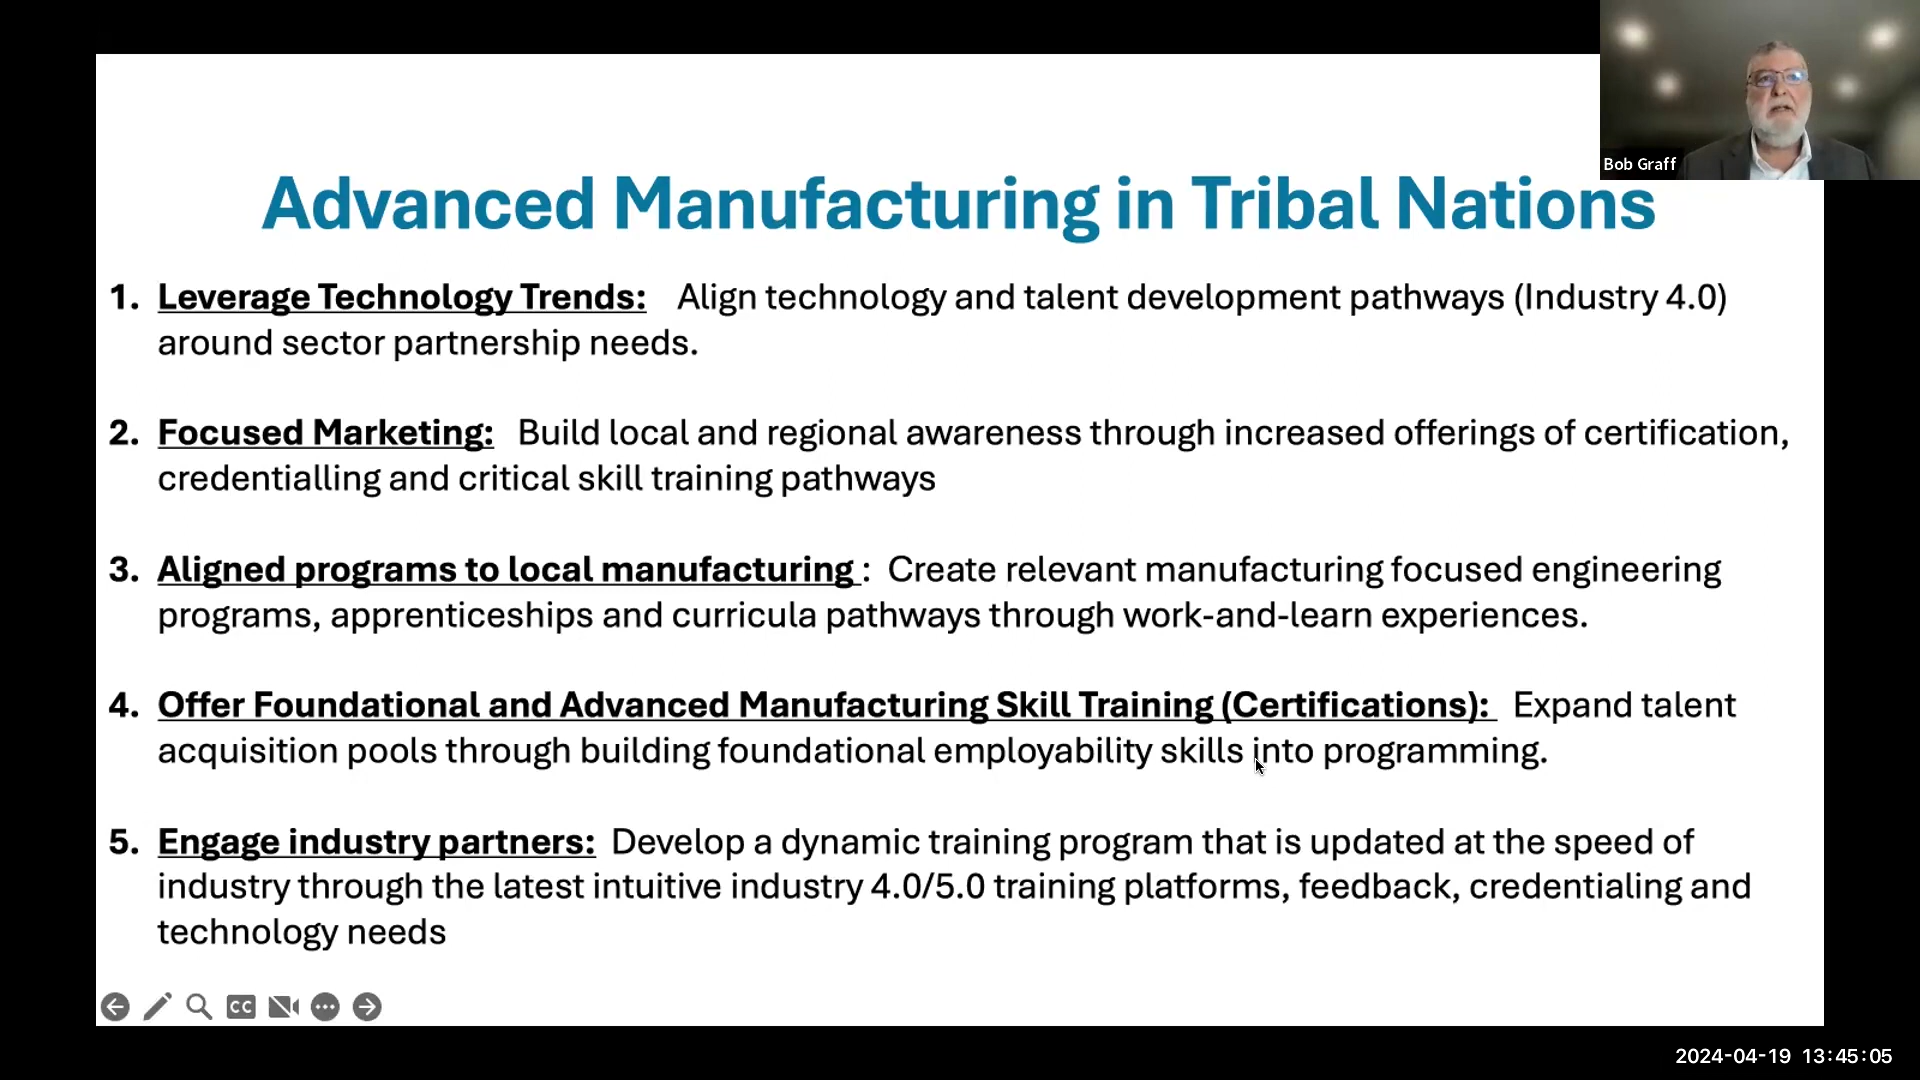 Bob Graff
Advanced Manufacturing in Tribal Nations
1. Leverage Technology Trends: Align technology and talent development pathways (Industry 4.0)
around sector partnership needs.
2. Focused Marketing: Build local and regional awareness through increased offerings of certification,
credentialling and critical skill training pathways
3. Aligned programs to local manufacturing : Create relevant manufacturing focused engineering
programs, apprenticeships and curricula pathways through work-and-learn experiences.
4. Offer Foundational and Advanced Manufacturing Skill Training (Certifications): Expand talent
acquisition pools through building foundational employability skills into programming.
5. Engage industry partners: Develop a dynamic training program that is updated at the speed of
industry through the latest intuitive industry 4.0/5.0 training platforms, feedback, credentialing and
technology needs
CC
2024-04-19 13:45:05